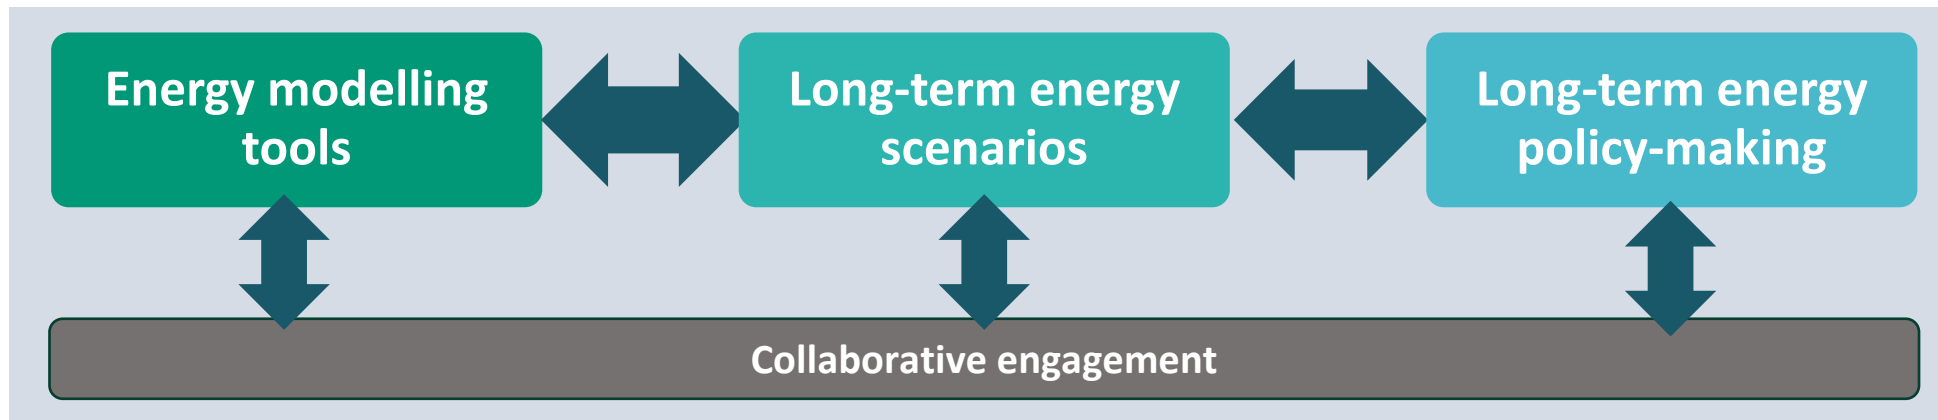 Energy modelling
tools
Long-term energy
scenarios
Long-term energy
policy-making
Collaborative engagement